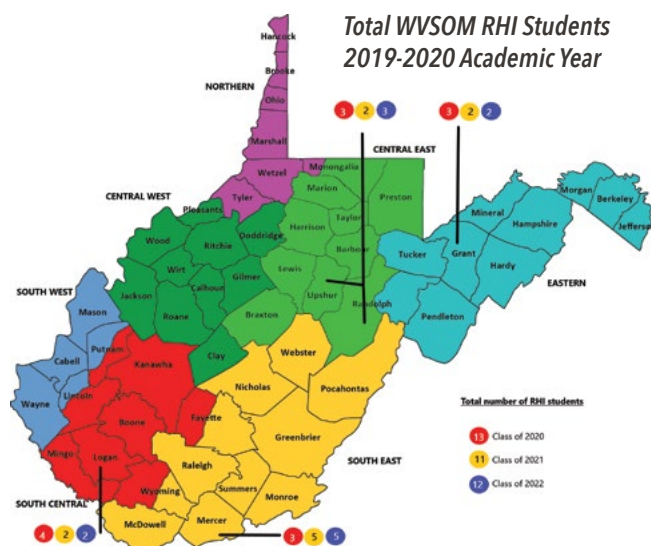 Total WVSOM RHI Students
2019-2020 Academic Year
Hancock
Brooke
NORTHERN
Ohio
Marshall
3 2 3
3 2 2
Wetzel
Monongalia
CENTRAL EAST
Tyler
Marion
Preston
CENTRAL WEST
Pleasants
Taylor
Morgan
Berkeley
Jefferson
Wood
Ritchie
Doddridge
Harrison
Barbour
Mineral
Hampshire
Wirt
Tucker
Grant
Jackson
Calhoun
Gilmer
Lewis
Hardy
SOUTH WEST
Mason
Roane
Upshur
Randolph
EASTERN
Braxton
Pendleton
Putnam
Clay
Webster
Cabell
Kanawha
Nicholas
Pocahontas
Wayne
Lincoln
Fayette
Boone
Greenbrier
Total number of RHI students
13 Class of 2020
11 Class of 2021
12 Class of 2022
Mingo
Logan
Raleigh
SOUTH EAST
SOUTH CENTRAL
Wyoming
Summers
Monroe
McDowell
Mercer
4 2 2
3 5 5